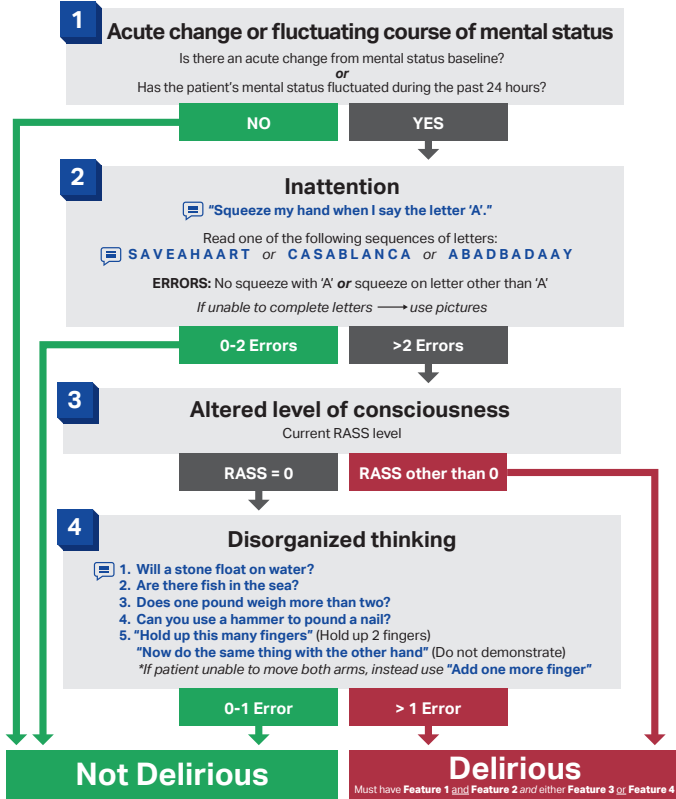 1
Acute change or fluctuating course of mental status
Is there an acute change from mental status baseline?
or
Has the patient’s mental status fluctuated during the past 24 hours?
NO
YES
2
Inattention
“Squeeze my hand when I say the letter ‘A’.”
Read one of the following sequences of letters:
S A V E A H A A R T or C A S A B L A N C A or A B A D B A D A A Y
ERRORS: No squeeze with ‘A’ or squeeze on letter other than ‘A’
If unable to complete letters ⟶ use pictures
0-2 Errors
>2 Errors
3
Altered level of consciousness
Current RASS level
RASS = 0
RASS other than 0
4
Disorganized thinking
1. Will a stone float on water?
2. Are there fish in the sea?
3. Does one pound weigh more than two?
4. Can you use a hammer to pound a nail?
5. “Hold up this many fingers” (Hold up 2 fingers)
“Now do the same thing with the other hand” (Do not demonstrate)
*If patient unable to move both arms, instead use “Add one more finger”
0-1 Error
> 1 Error
Not Delirious
Delirious
Must have Feature 1 and Feature 2 and either Feature 3 or Feature 4